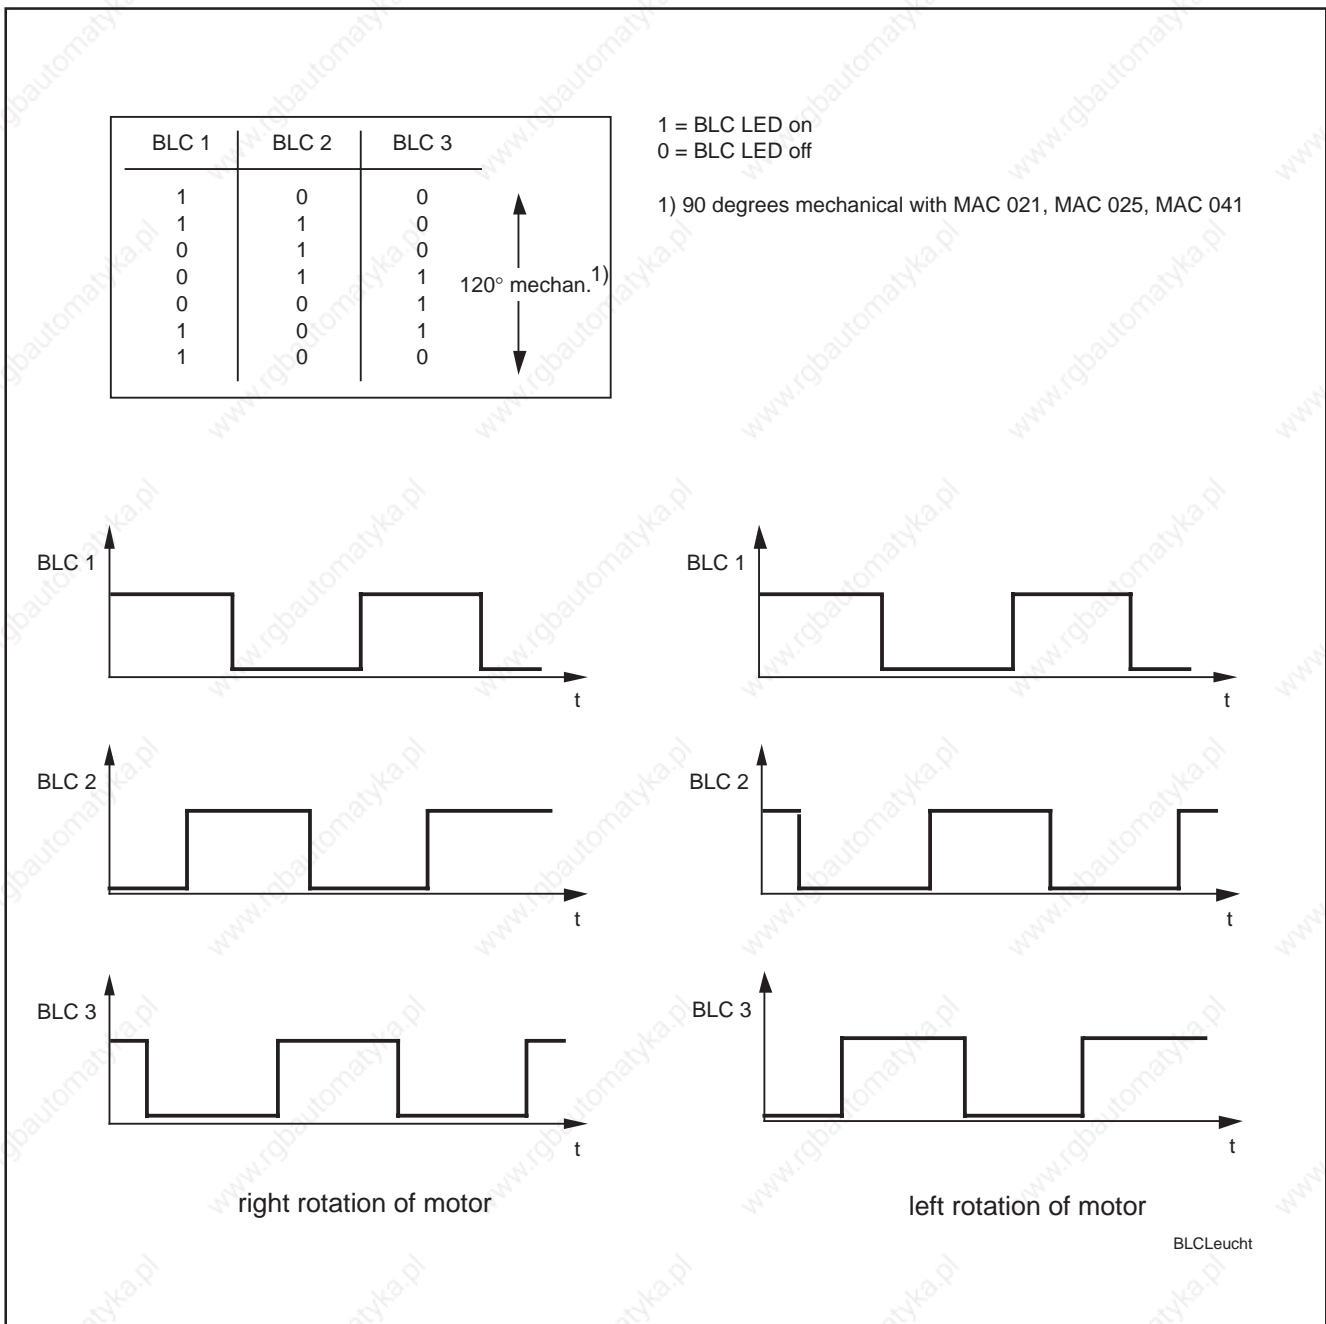 BLC 1 BLC 2 BLC 3
1 0 0
1 1 0
0 1 0
0 1 1
0 0 1
1 0 1
1 0 0
120° mechan. 1)
1 = BLC LED on
0 = BLC LED off
1) 90 degrees mechanical with MAC 021, MAC 025, MAC 041
BLC 1
t
BLC 2
t
BLC 3
t
right rotation of motor
BLC 1
t
BLC 2
t
BLC 3
t
left rotation of motor
BLCLeucht
www.rgbautomatyka.pl